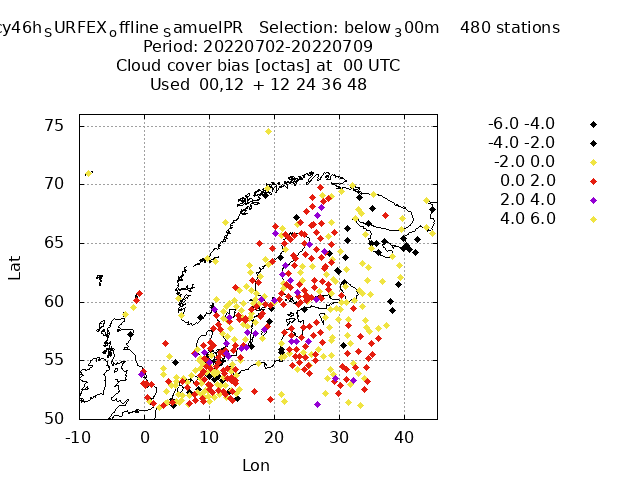 cy46h_SURFEX_offline_SamuelPR Selection: below_300m 480 stations
Period: 20220702-20220709
Cloud cover bias [octas] at 00 UTC
Used 00,12 + 12 24 36 48
-6.0 -4.0
-4.0 -2.0
-2.0 0.0
0.0 2.0
2.0 4.0
4.0 6.0
75
70
65
60
55
50
Lat
-10 0 10 20 30 40
Lon